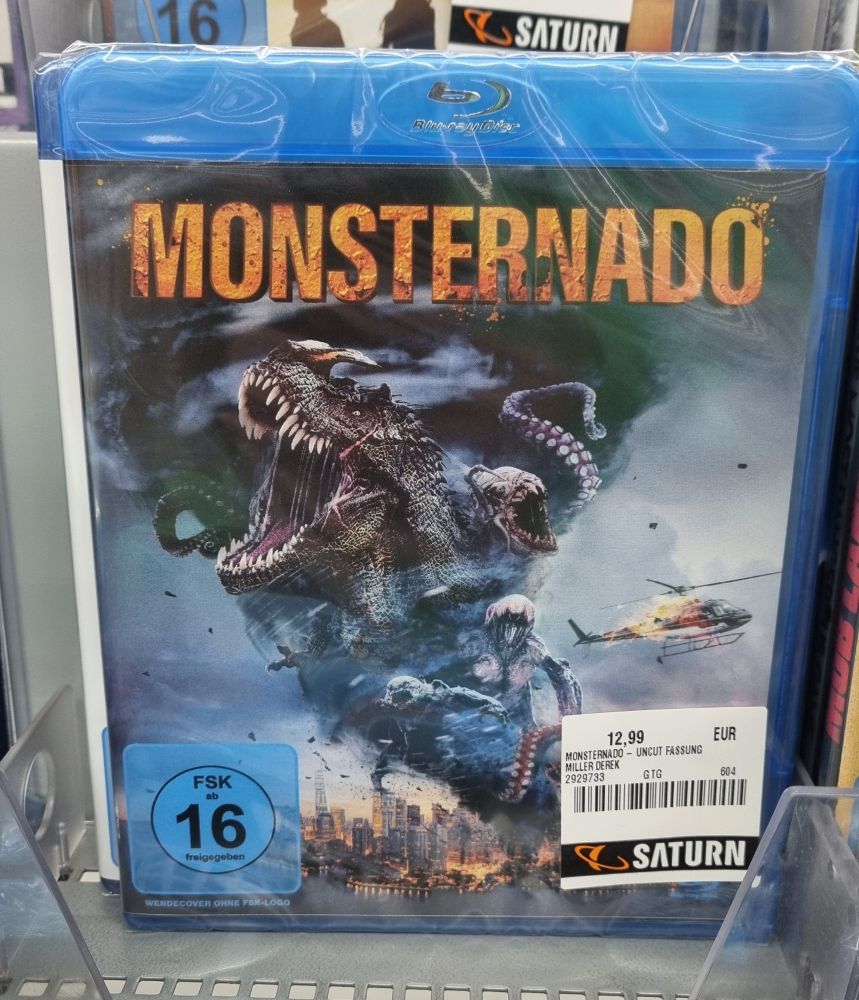 16
SATURN
Blu-ray Disc
MONSTERNADO
12,99 EUR
MONSTERNADO – UNCUT FASSUNG
MILLER DEREK
2929733 GTG 604
SATURN
FSK
ab
16
freigegeben
WENDECOVER OHNE FSK-LOGO